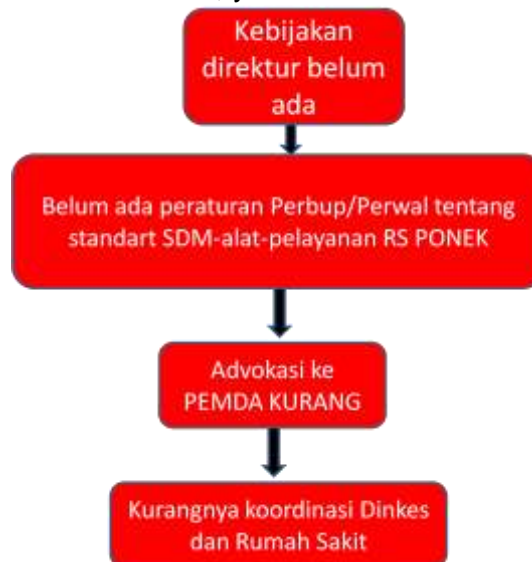 Kebijakan
direktur belum
ada
Belum ada peraturan Perbup/Perwal tentang
standart SDM-alat-pelayanan RS PONEK
Advokasi ke
PEMDA KURANG
Kurangnya koordinasi Dinkes
dan Rumah Sakit